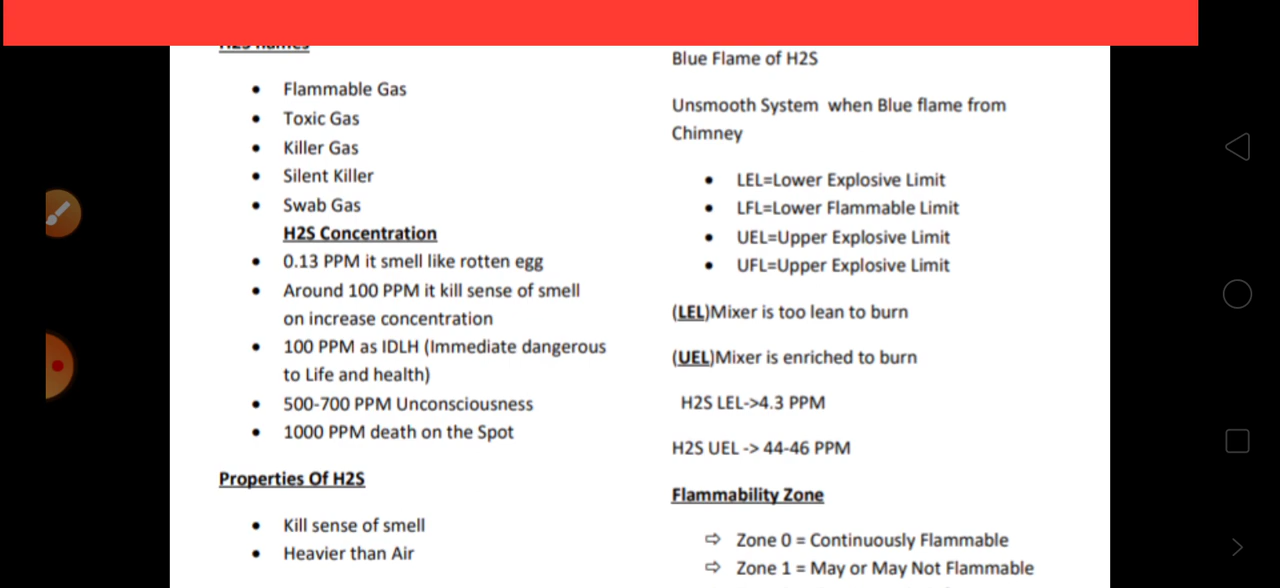 H2S names
Flammable Gas
Toxic Gas
Killer Gas
Silent Killer
Swab Gas
H2S Concentration
0.13 PPM it smell like rotten egg
Around 100 PPM it kill sense of smell
on increase concentration
100 PPM as IDLH (Immediate dangerous
to Life and health)
500-700 PPM Unconsciousness
1000 PPM death on the Spot
Properties Of H2S
Kill sense of smell
Heavier than Air
Blue Flame of H2S
Unsmooth System when Blue flame from
Chimney
LEL=Lower Explosive Limit
LFL=Lower Flammable Limit
UEL=Upper Explosive Limit
UFL=Upper Explosive Limit
(LEL)Mixer is too lean to burn
(UEL)Mixer is enriched to burn
H2S LEL->4.3 PPM
H2S UEL -> 44-46 PPM
Flammability Zone
⇨ Zone 0 = Continuously Flammable
⇨ Zone 1 = May or May Not Flammable